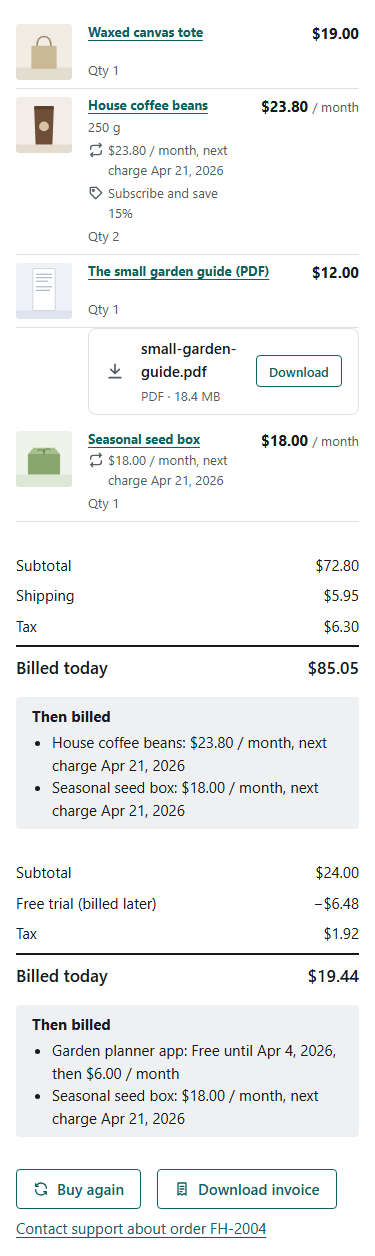 Waxed canvas tote $19.00
Qty 1
House coffee beans $23.80 / month
250 g
$23.80 / month, next
charge Apr 21, 2026
Subscribe and save
15%
Qty 2
The small garden guide (PDF) $12.00
Qty 1
small-garden-
guide.pdf
PDF · 18.4 MB
Download
Seasonal seed box $18.00 / month
$18.00 / month, next
charge Apr 21, 2026
Qty 1
Subtotal $72.80
Shipping $5.95
Tax $6.30
Billed today $85.05
Then billed
• House coffee beans: $23.80 / month, next
charge Apr 21, 2026
• Seasonal seed box: $18.00 / month, next
charge Apr 21, 2026
Subtotal $24.00
Free trial (billed later) −$6.48
Tax $1.92
Billed today $19.44
Then billed
• Garden planner app: Free until Apr 4, 2026,
then $6.00 / month
• Seasonal seed box: $18.00 / month, next
charge Apr 21, 2026
Buy again Download invoice
Contact support about order FH-2004